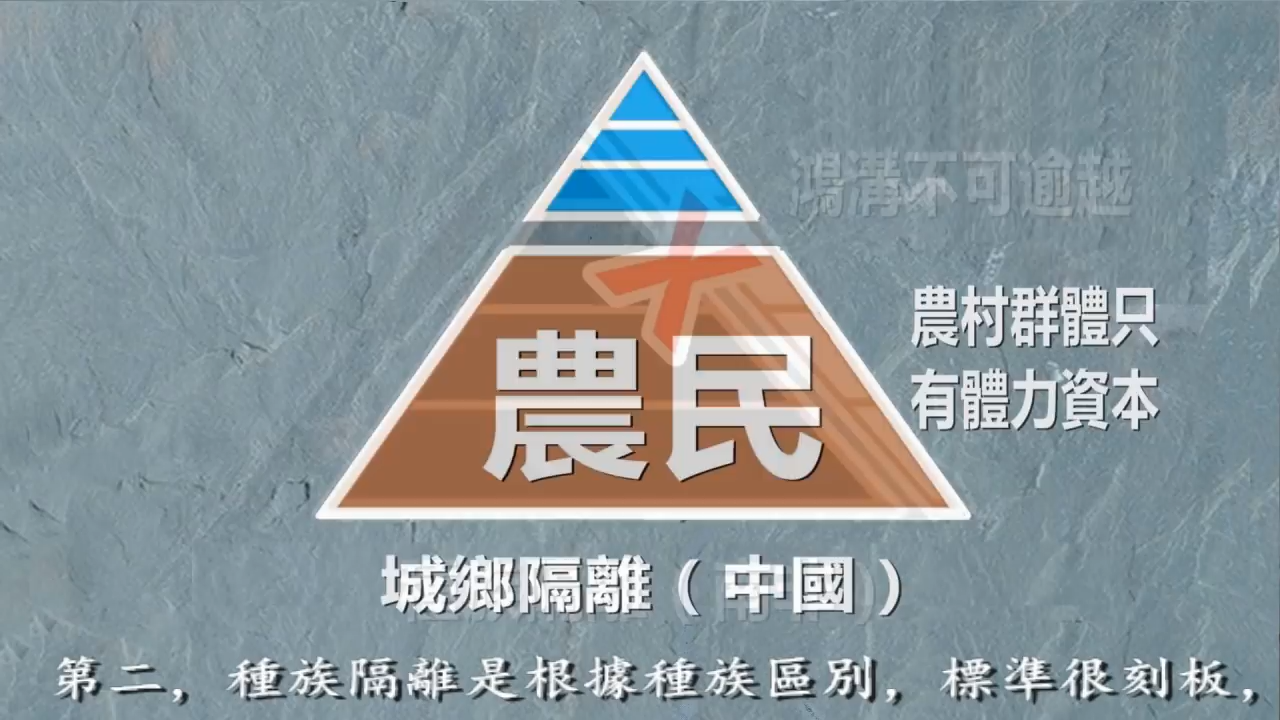 鴻溝不可逾越
農村群體只
有體力資本
農民
城鄉隔離（中國）
第二，種族隔離是根據種族區別，標準很刻板，